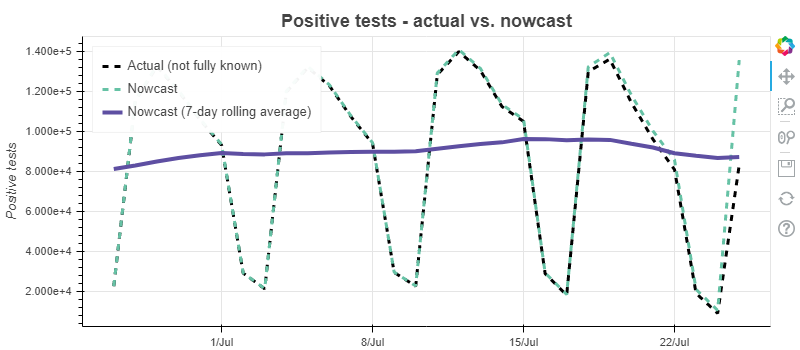 Positive tests - actual vs. nowcast
Actual (not fully known)
Nowcast
Nowcast (7-day rolling average)
Positive tests
1.400e+5
1.200e+5
1.000e+5
8.000e+4
6.000e+4
4.000e+4
2.000e+4
1/Jul
8/Jul
15/Jul
22/Jul